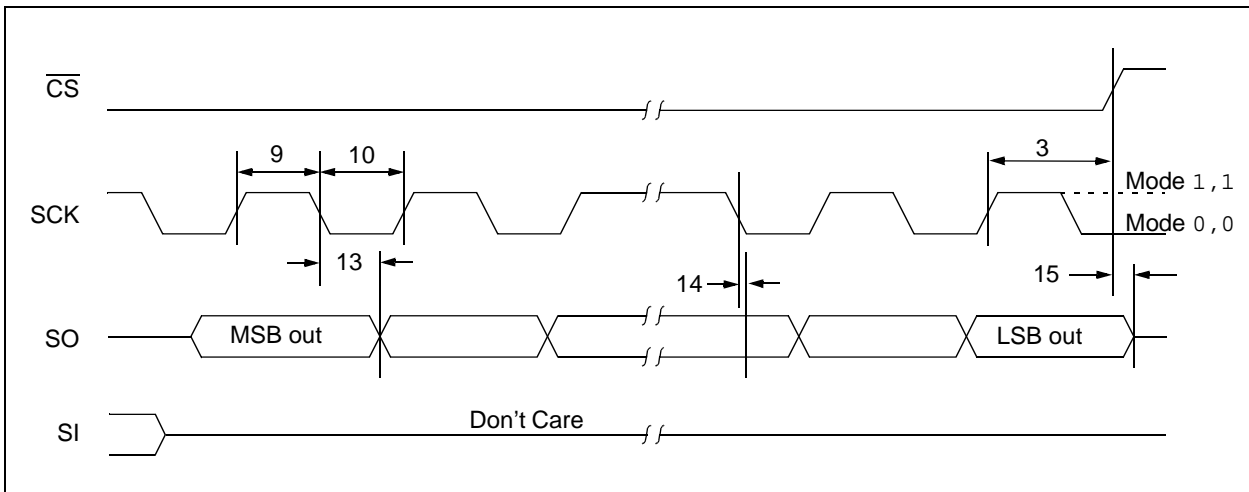 C̅S̅
9
10
3
SCK
Mode 1,1
Mode 0,0
13
14
15
SO
MSB out
LSB out
SI
Don't Care